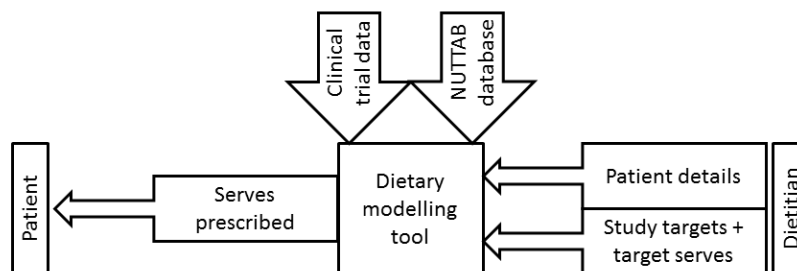 Clinical
trial data
NUTTAB
database
Patient
Serves
prescribed
Dietary
modelling
tool
Patient details
Study targets +
target serves
Dietitian